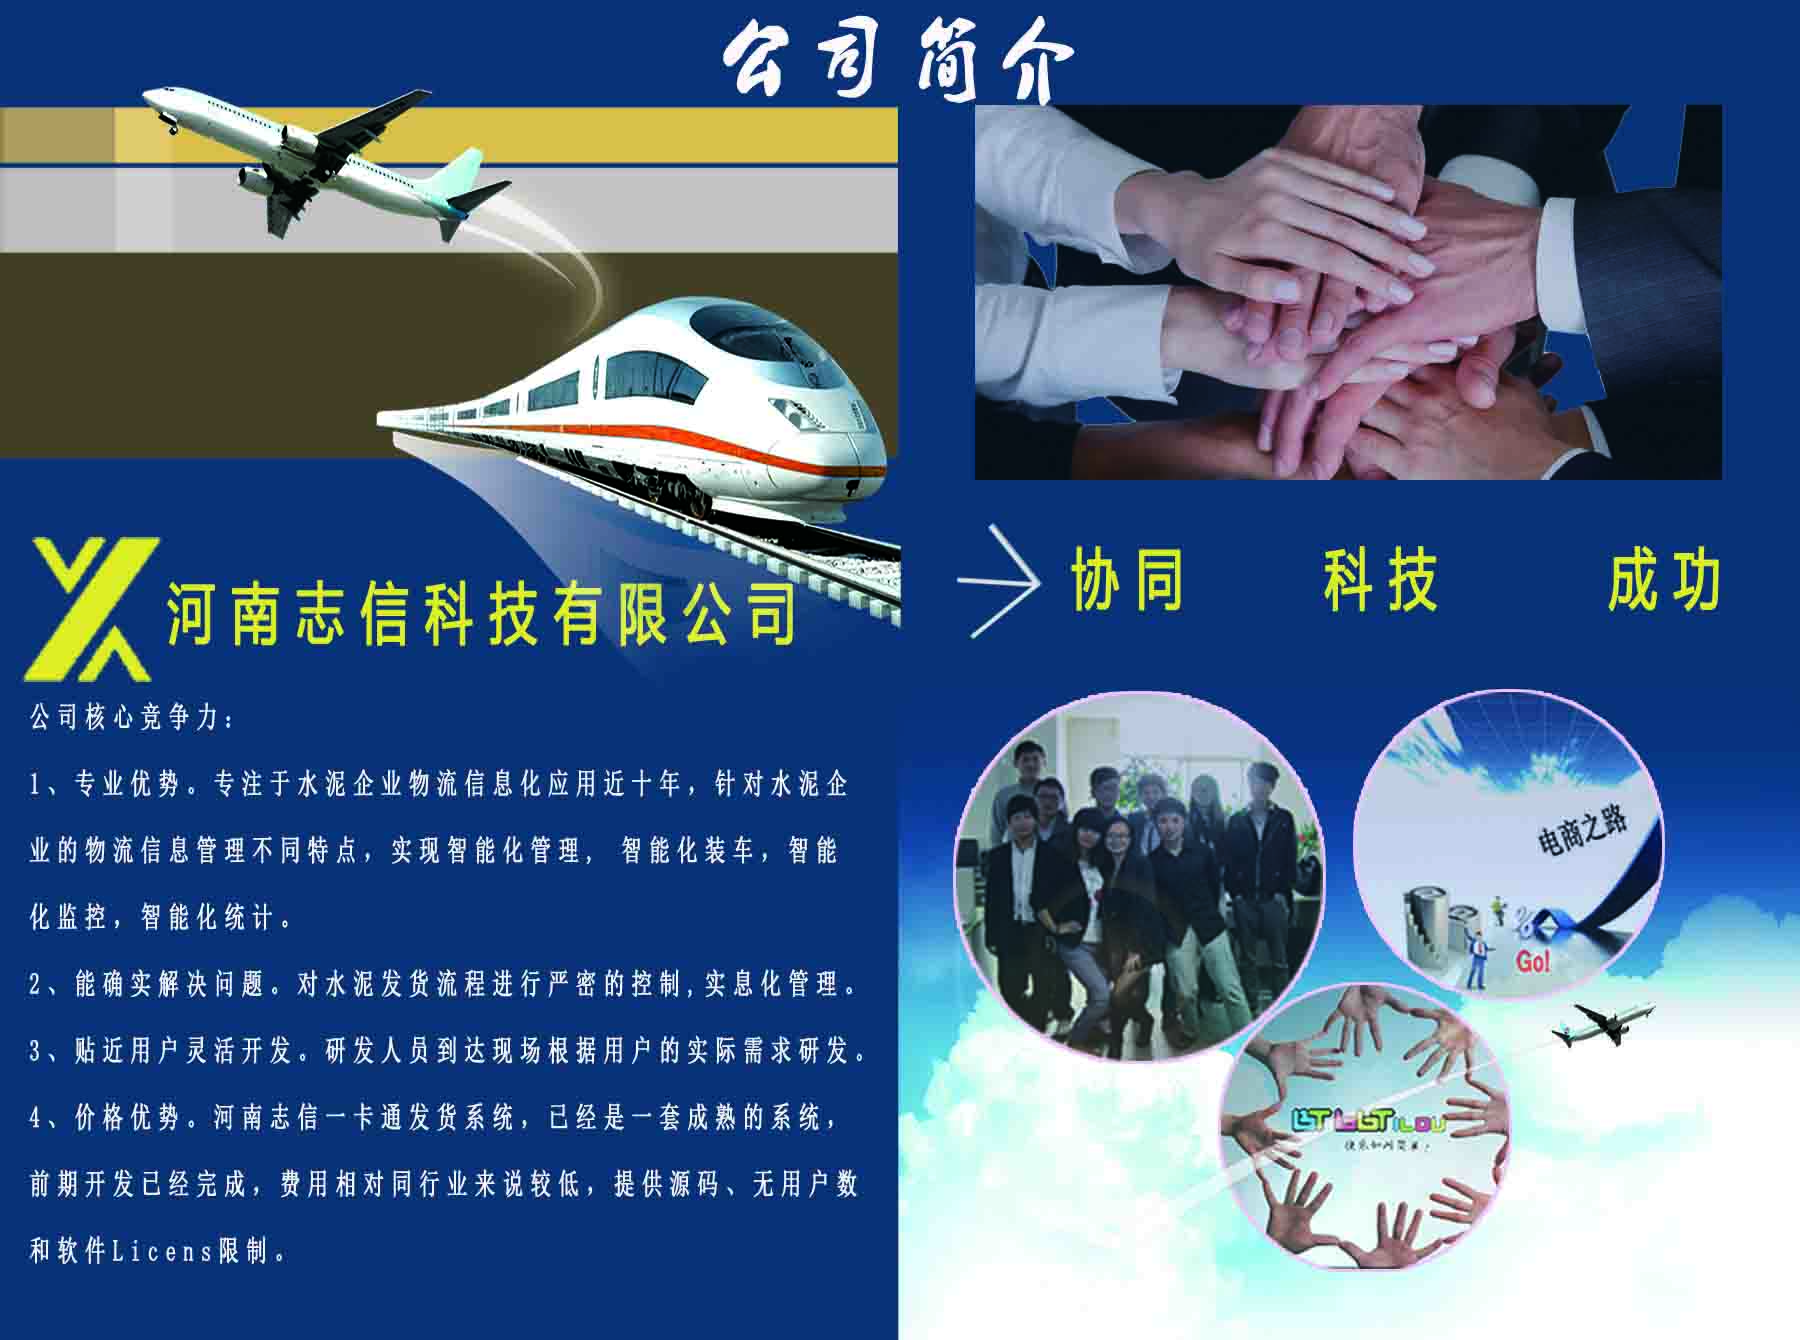 公司简介
河南志信科技有限公司
协同 科技 成功
公司核心竞争力：
1、专业优势。专注于水泥企业物流信息化应用近十年，针对水泥企
业的物流信息管理不同特点，实现智能化管理， 智能化装车，智能
化监控，智能化统计。
2、能确实解决问题。对水泥发货流程进行严密的控制,实息化管理。
3、贴近用户灵活开发。研发人员到达现场根据用户的实际需求研发。
4、价格优势。河南志信一卡通发货系统，已经是一套成熟的系统，
前期开发已经完成，费用相对同行业来说较低，提供源码、无用户数
和软件Licens限制。
电商之路
Go!